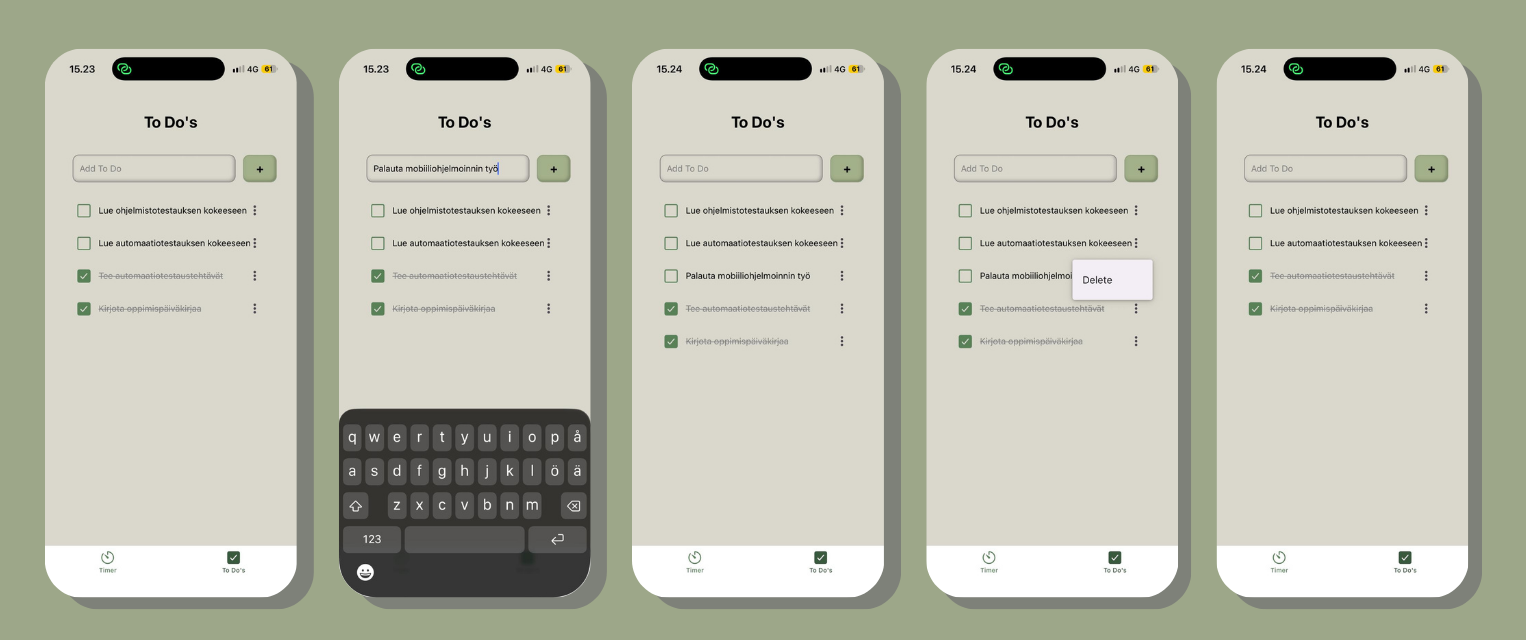 15.23
4G 61
To Do's
Add To Do
+
Lue ohjelmistotestauksen kokeeseen
Lue automaatiotestauksen kokeeseen
Tee automaatiotestaustehtävät
Kirjota oppimispäiväkirjaa
Timer
To Do's
15.23
4G 61
To Do's
Palauta mobiiliohjelmoinnin työ
+
Lue ohjelmistotestauksen kokeeseen
Lue automaatiotestauksen kokeeseen
Tee automaatiotestaustehtävät
Kirjota oppimispäiväkirjaa
q w e r t y u i o p å
a s d f g h j k l ö ä
z x c v b n m
123
15.24
4G 61
To Do's
Add To Do
+
Lue ohjelmistotestauksen kokeeseen
Lue automaatiotestauksen kokeeseen
Palauta mobiiliohjelmoinnin työ
Tee automaatiotestaustehtävät
Kirjota oppimispäiväkirjaa
Timer
To Do's
15.24
4G 61
To Do's
Add To Do
+
Lue ohjelmistotestauksen kokeeseen
Lue automaatiotestauksen kokeeseen
Palauta mobiiliohjelmoi
Delete
Tee automaatiotestaustehtävät
Kirjota oppimispäiväkirjaa
Timer
To Do's
15.24
4G 61
To Do's
Add To Do
+
Lue ohjelmistotestauksen kokeeseen
Lue automaatiotestauksen kokeeseen
Tee automaatiotestaustehtävät
Kirjota oppimispäiväkirjaa
Timer
To Do's